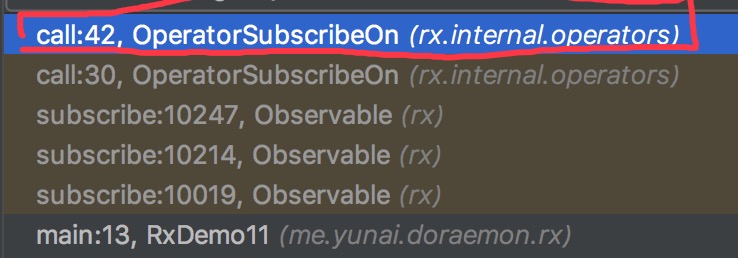 call:42, OperatorSubscribeOn (rx.internal.operators)
call:30, OperatorSubscribeOn (rx.internal.operators)
subscribe:10247, Observable (rx)
subscribe:10214, Observable (rx)
subscribe:10019, Observable (rx)
main:13, RxDemo11 (me.yunai.doraemon.rx)